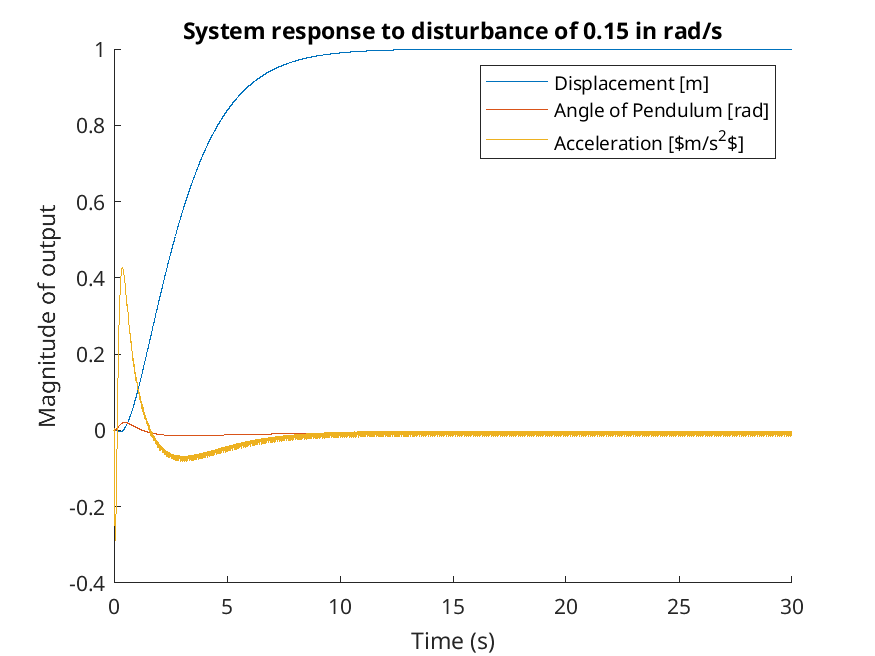 System response to disturbance of 0.15 in rad/s
1
0.8
0.6
0.4
0.2
0
-0.2
-0.4
Magnitude of output
Displacement [m]
Angle of Pendulum [rad]
Acceleration [$m/s²$]
0 5 10 15 20 25 30
Time (s)